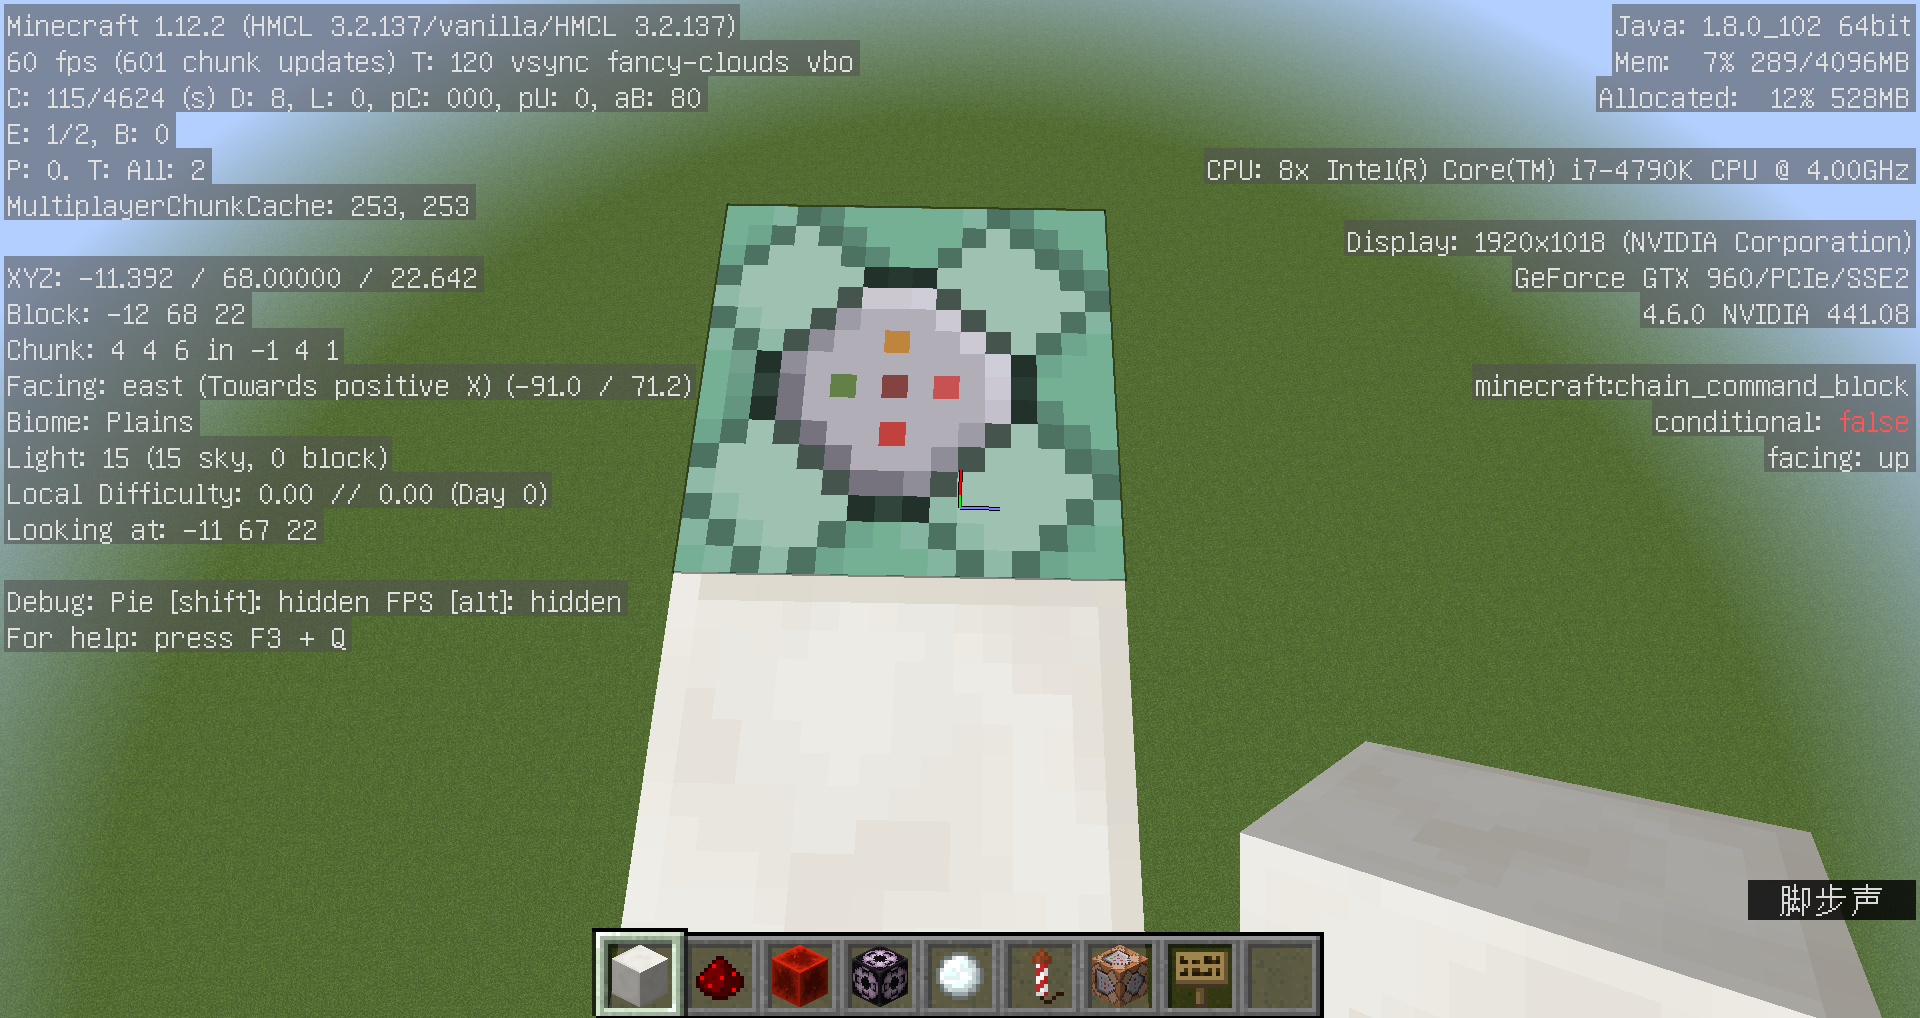 Minecraft 1.12.2 (HMCL 3.2.137/vanilla/HMCL 3.2.137)
60 fps (601 chunk updates) T: 120 vsync fancy-clouds vbo
C: 115/4624 (s) D: 8, L: 0, pC: 000, pU: 0, aB: 80
E: 1/2, B: 0
P: 0. T: All: 2
MultiplayerChunkCache: 253, 253
XYZ: -11.392 / 68.00000 / 22.642
Block: -12 68 22
Chunk: 4 4 6 in -1 4 1
Facing: east (Towards positive X) (-91.0 / 71.2)
Biome: Plains
Light: 15 (15 sky, 0 block)
Local Difficulty: 0.00 // 0.00 (Day 0)
Looking at: -11 67 22
Debug: Pie [shift]: hidden FPS [alt]: hidden
For help: press F3 + Q
Java: 1.8.0_102 64bit
Mem: 7% 289/4096MB
Allocated: 12% 528MB
CPU: 8x Intel(R) Core(TM) i7-4790K CPU @ 4.00GHz
Display: 1920x1018 (NVIDIA Corporation)
GeForce GTX 960/PCIe/SSE2
4.6.0 NVIDIA 441.08
minecraft:chain_command_block
conditional: false
facing: up
脚步声